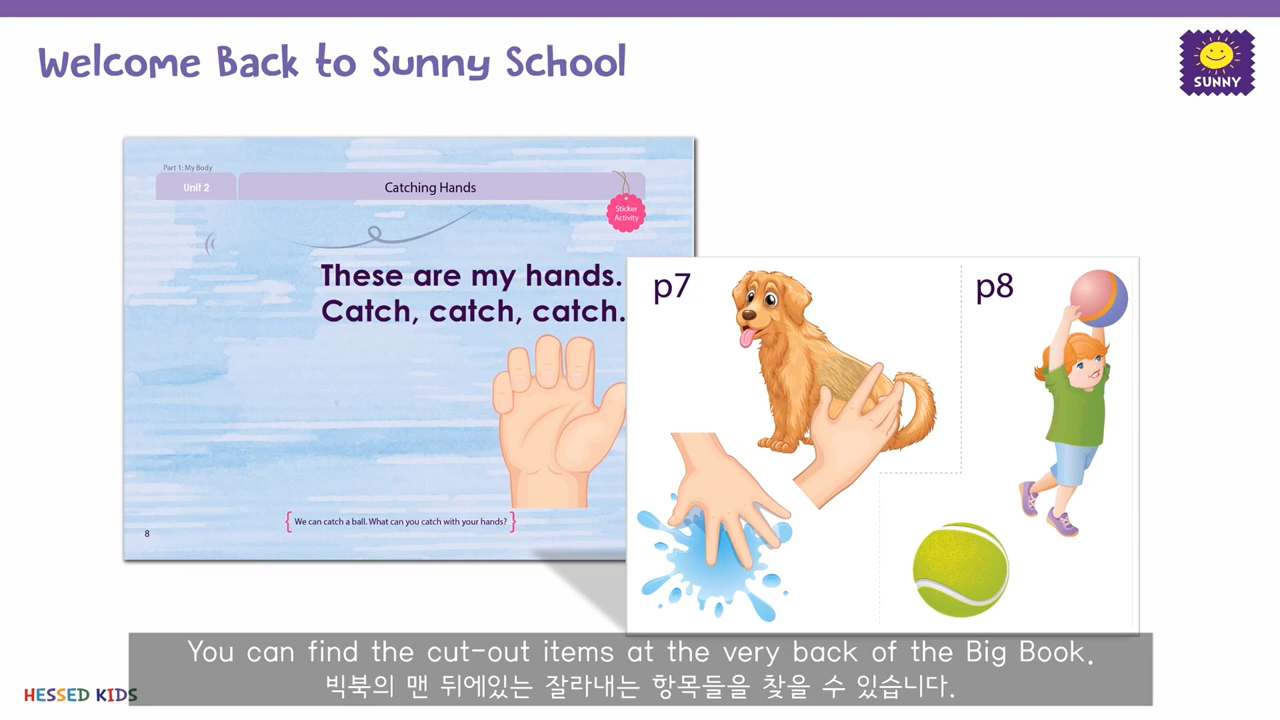 Welcome Back to Sunny School
SUNNY
Part 1: My Body
Unit 2
Catching Hands
Sticker
Activity
These are my hands.
Catch, catch, catch.
{ We can catch a ball. What can you catch with your hands? }
8
p7
p8
You can find the cut-out items at the very back of the Big Book.
빅북의 맨 뒤에있는 잘라내는 항목들을 찾을 수 있습니다.
HESSED KIDS